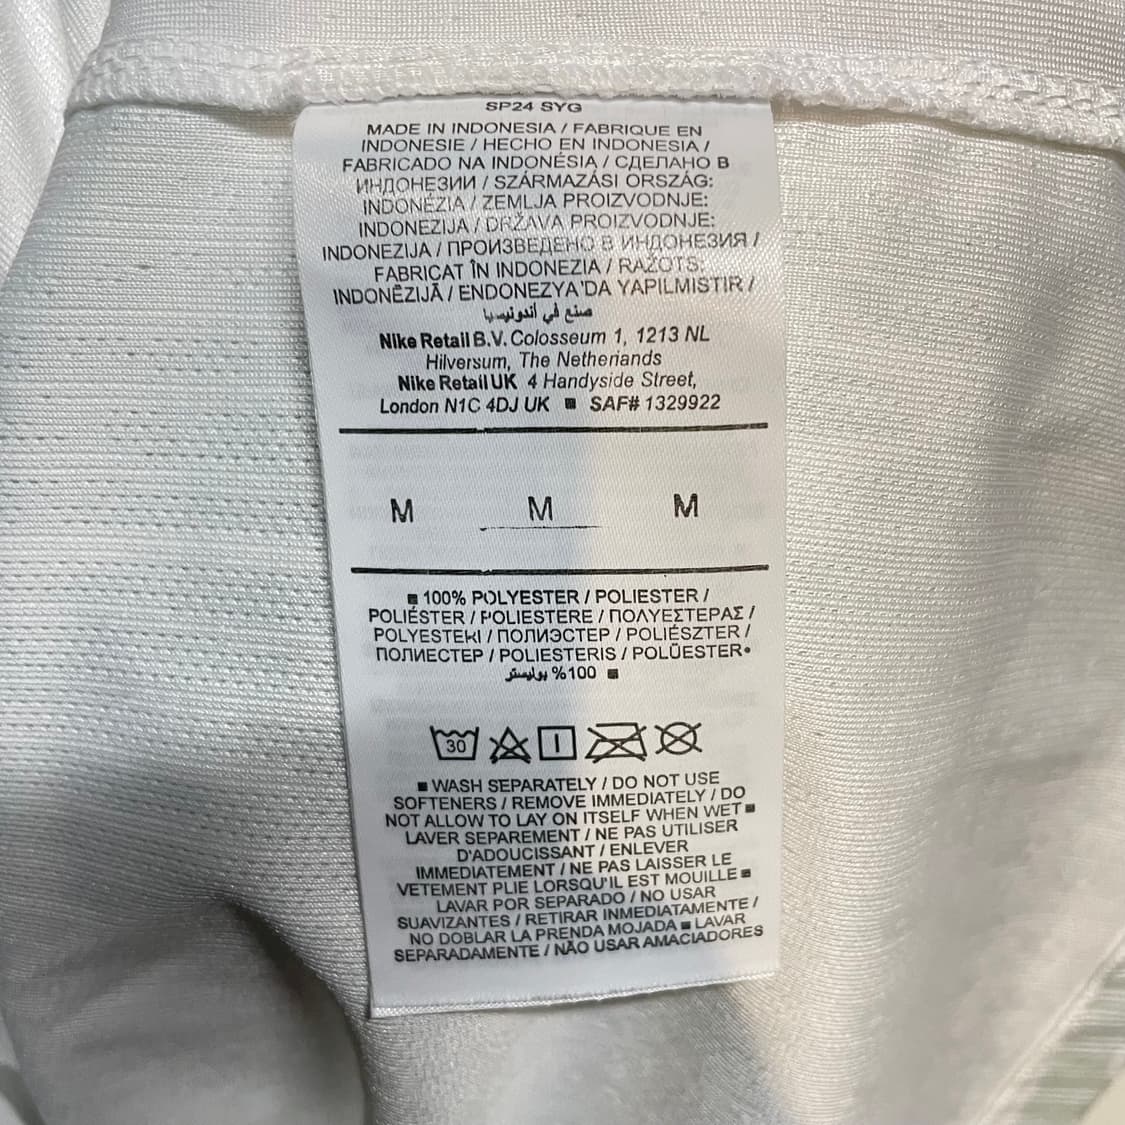 SP24 SYG
MADE IN INDONESIA / FABRIQUE EN
INDONESIE / HECHO EN INDONESIA /
FABRICADO NA INDONÉSIA / СДЕЛАНО В
ИНДОНЕЗИИ / SZÁRMAZÁSI ORSZÁG:
INDONÉZIA / ZEMLJA PROIZVODNJE:
INDONEZIJA / DRŽAVA PROIZVODNJE:
INDONEZIJA / ПРОИЗВЕДЕНО В ИНДОНЕЗИЯ /
FABRICAT ÎN INDONEZIA / RAŽOTS:
INDONĒZIJĀ / ENDONEZYA'DA YAPILMISTIR /
صنع في أندونيسيا
Nike Retail B.V. Colosseum 1, 1213 NL
Hilversum, The Netherlands
Nike Retail UK 4 Handyside Street,
London N1C 4DJ UK ■ SAF# 1329922
M M M
■ 100% POLYESTER / POLIESTER /
POLIÉSTER / POLIESTERE / ΠΟΛΥΕΣΤΕΡΑΣ /
POLYESTEKI / ПОЛИЭСТЕР / POLIÉSZTER /
ПОЛИЕСТЕР / POLIESTERIS / POLÜESTER•
100% بوليستر ■
30
■ WASH SEPARATELY / DO NOT USE
SOFTENERS / REMOVE IMMEDIATELY / DO
NOT ALLOW TO LAY ON ITSELF WHEN WET ■
LAVER SEPAREMENT / NE PAS UTILISER
D'ADOUCISSANT / ENLEVER
IMMEDIATEMENT / NE PAS LAISSER LE
VETEMENT PLIE LORSQU'IL EST MOUILLE ■
LAVAR POR SEPARADO / NO USAR
SUAVIZANTES / RETIRAR INMEDIATAMENTE /
NO DOBLAR LA PRENDA MOJADA ■ LAVAR
SEPARADAMENTE / NÃO USAR AMACIADORES